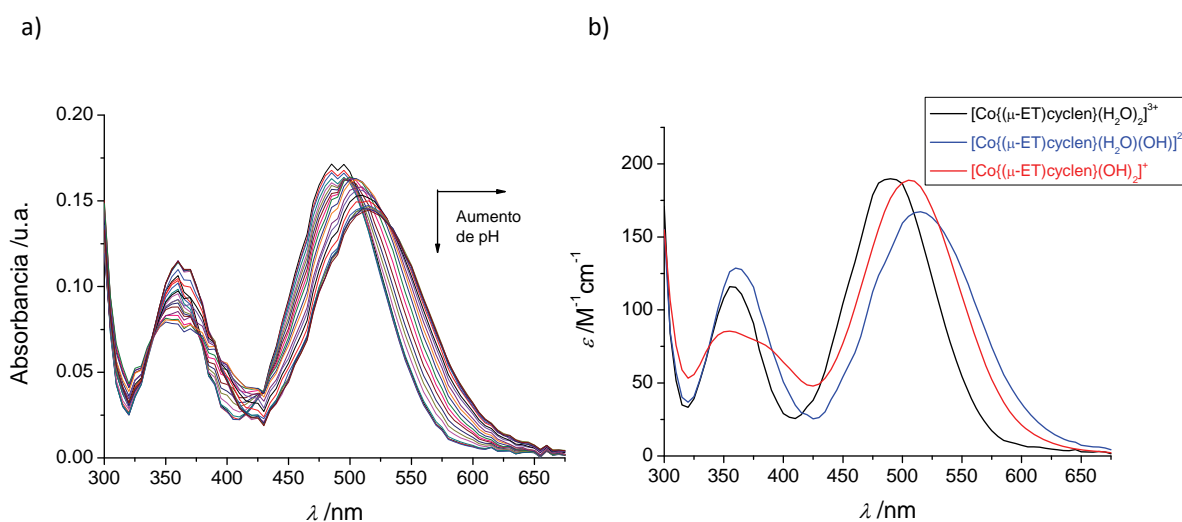 a)
0.20
0.15
0.10
0.05
0.00
300 350 400 450 500 550 600 650
Absorbancia /u.a.
λ /nm
Aumento
de pH
b)
[Co{(μ-ET)cyclen}(H₂O)₂]³⁺
[Co{(μ-ET)cyclen}(H₂O)(OH)]²
[Co{(μ-ET)cyclen}(OH)₂]⁺
200
150
100
50
0
300 350 400 450 500 550 600 650
ε /M⁻¹cm⁻¹
λ /nm